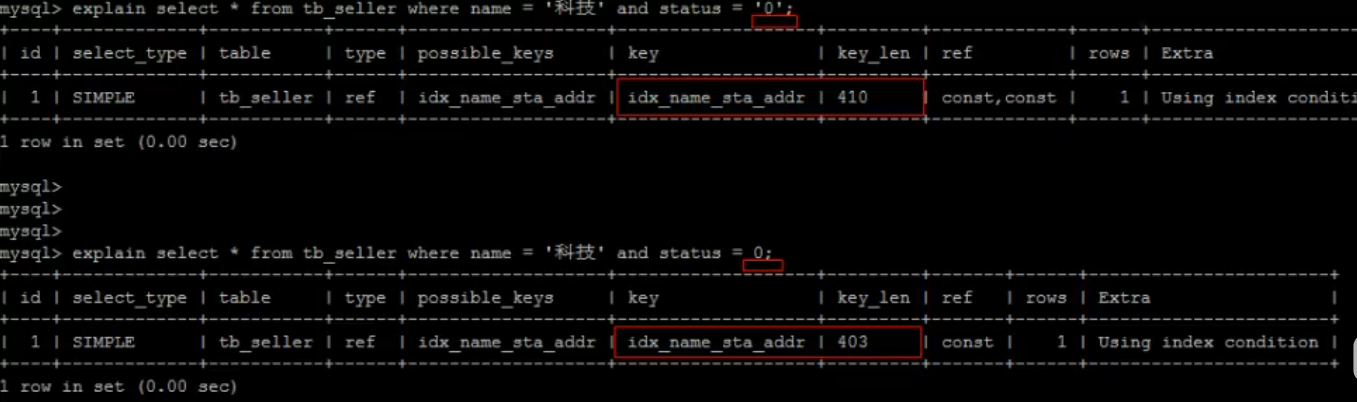 mysql> explain select * from tb_seller where name = '科技' and status = '0';
+----+-------------+-----------+------+-------------------+-------------------+---------+-------------+------+-------------------
| id | select_type | table | type | possible_keys | key | key_len | ref | rows | Extra
+----+-------------+-----------+------+-------------------+-------------------+---------+-------------+------+-------------------
| 1 | SIMPLE | tb_seller | ref | idx_name_sta_addr | idx_name_sta_addr | 410 | const,const | 1 | Using index conditi
+----+-------------+-----------+------+-------------------+-------------------+---------+-------------+------+-------------------
1 row in set (0.00 sec)
mysql>
mysql>
mysql>
mysql> explain select * from tb_seller where name = '科技' and status = 0;
+----+-------------+-----------+------+-------------------+-------------------+---------+-------+------+-----------------------+
| id | select_type | table | type | possible_keys | key | key_len | ref | rows | Extra |
+----+-------------+-----------+------+-------------------+-------------------+---------+-------+------+-----------------------+
| 1 | SIMPLE | tb_seller | ref | idx_name_sta_addr | idx_name_sta_addr | 403 | const | 1 | Using index condition |
+----+-------------+-----------+------+-------------------+-------------------+---------+-------+------+-----------------------+
1 row in set (0.00 sec)